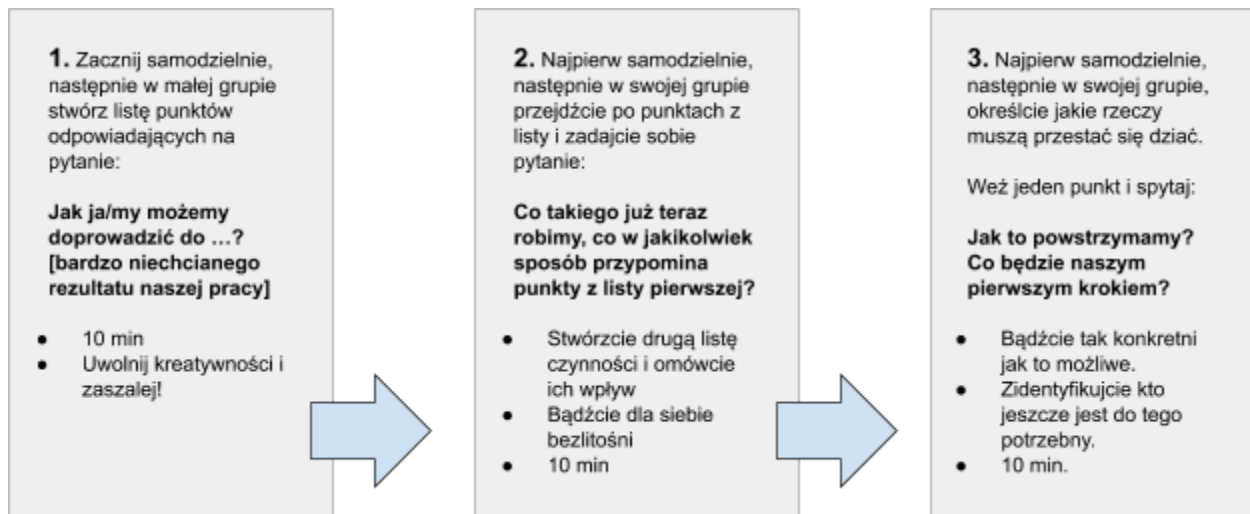 1. Zacznij samodzielnie,
następnie w małej grupie
stwórz listę punktów
odpowiadających na
pytanie:
Jak ja/my możemy
doprowadzić do …?
[bardzo niechcianego
rezultatu naszej pracy]
● 10 min
● Uwolnij kreatywności i
zaszalej!
2. Najpierw samodzielnie,
następnie w swojej grupie
przejdźcie po punktach z
listy i zadajcie sobie
pytanie:
Co takiego już teraz
robimy, co w jakikolwiek
sposób przypomina
punkty z listy pierwszej?
● Stwórzcie drugą listę
czynności i omówcie
ich wpływ
● Bądźcie dla siebie
bezlitośni
● 10 min
3. Najpierw samodzielnie,
następnie w swojej grupie,
określcie jakie rzeczy
muszą przestać się dziać.
Weź jeden punkt i spytaj:
Jak to powstrzymamy?
Co będzie naszym
pierwszym krokiem?
● Bądźcie tak konkretni
jak to możliwe.
● Zidentyfikujcie kto
jeszcze jest do tego
potrzebny.
● 10 min.